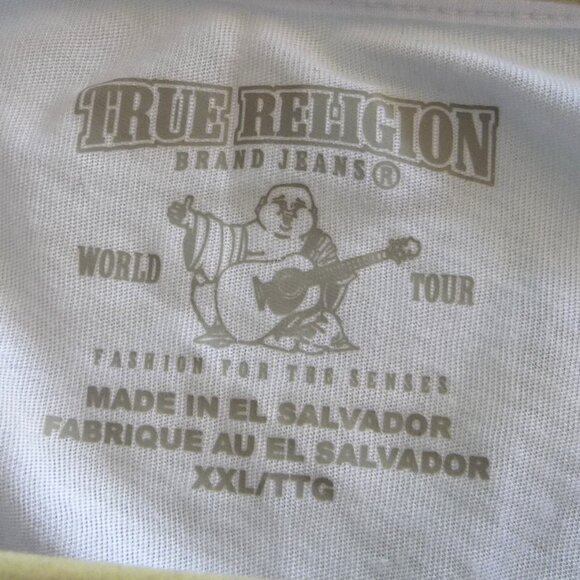 TRUE RELIGION
BRAND JEANS®
WORLD TOUR
FASHION FOR THE SENSES
MADE IN EL SALVADOR
FABRIQUE AU EL SALVADOR
XXL/TTG